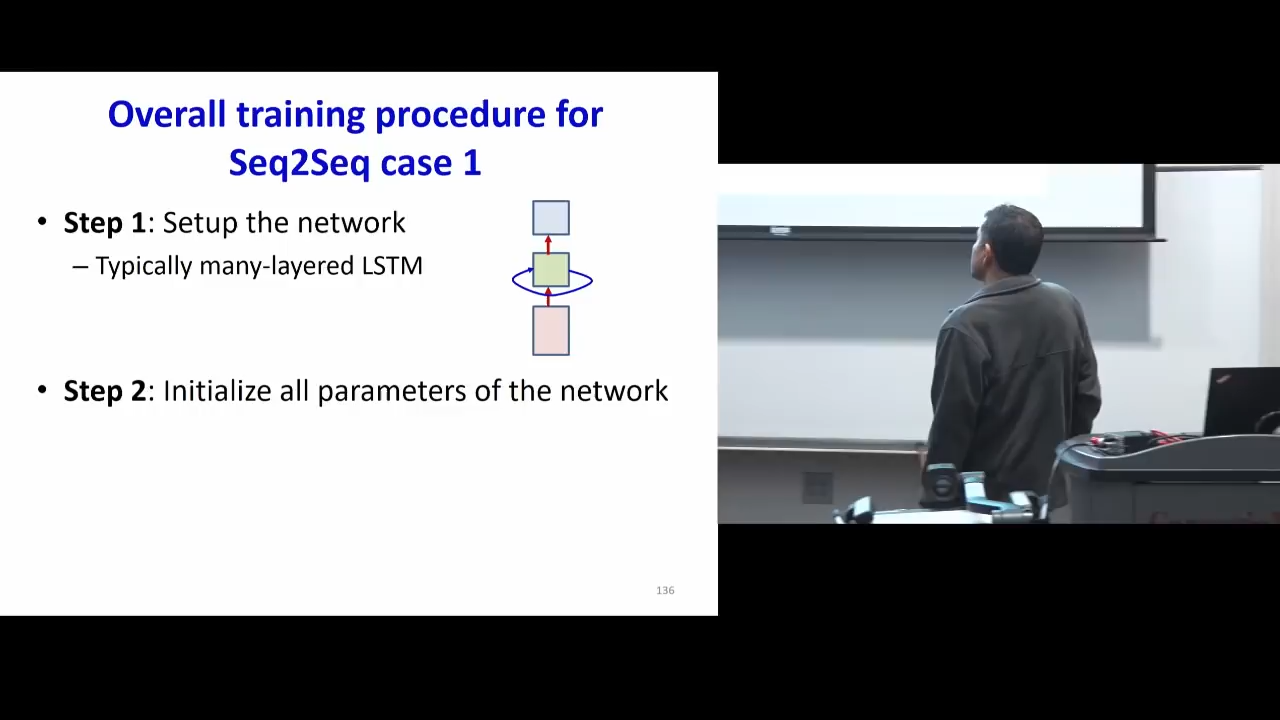 Overall training procedure for
Seq2Seq case 1
• Step 1: Setup the network
– Typically many-layered LSTM
• Step 2: Initialize all parameters of the network
136